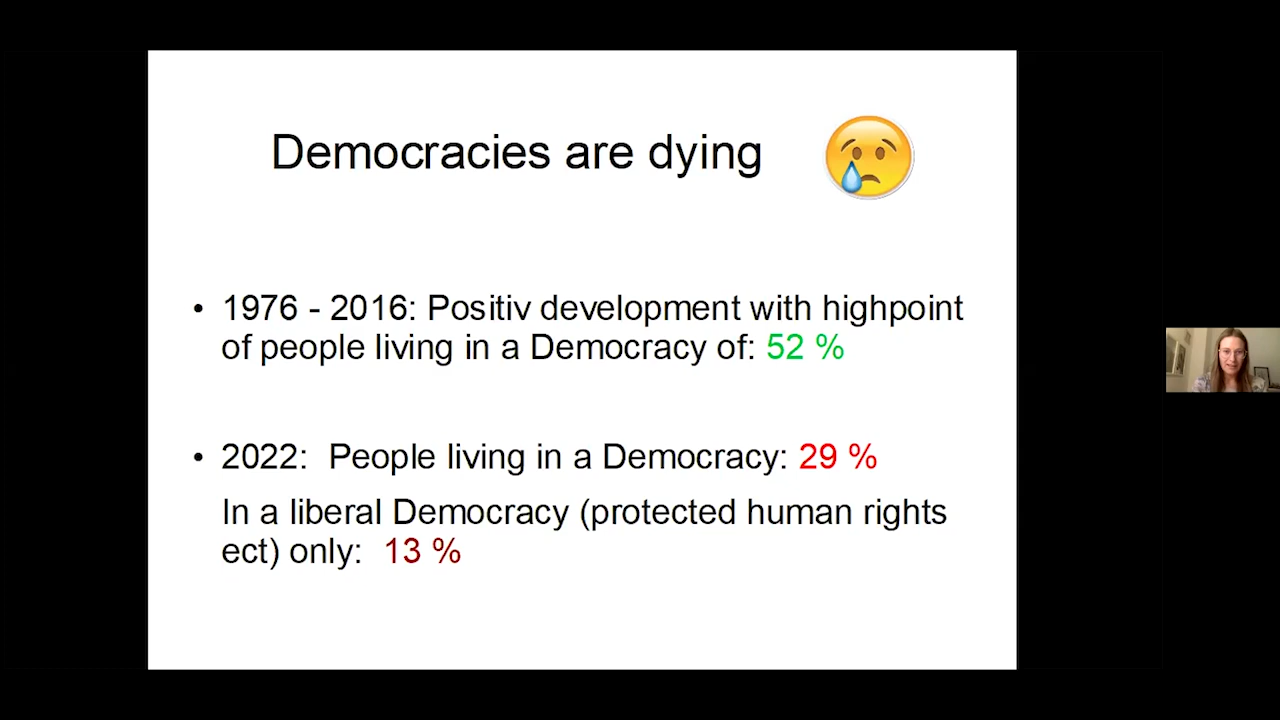 Democracies are dying
• 1976 - 2016: Positiv development with highpoint
of people living in a Democracy of: 52 %
• 2022: People living in a Democracy: 29 %
In a liberal Democracy (protected human rights
ect) only: 13 %